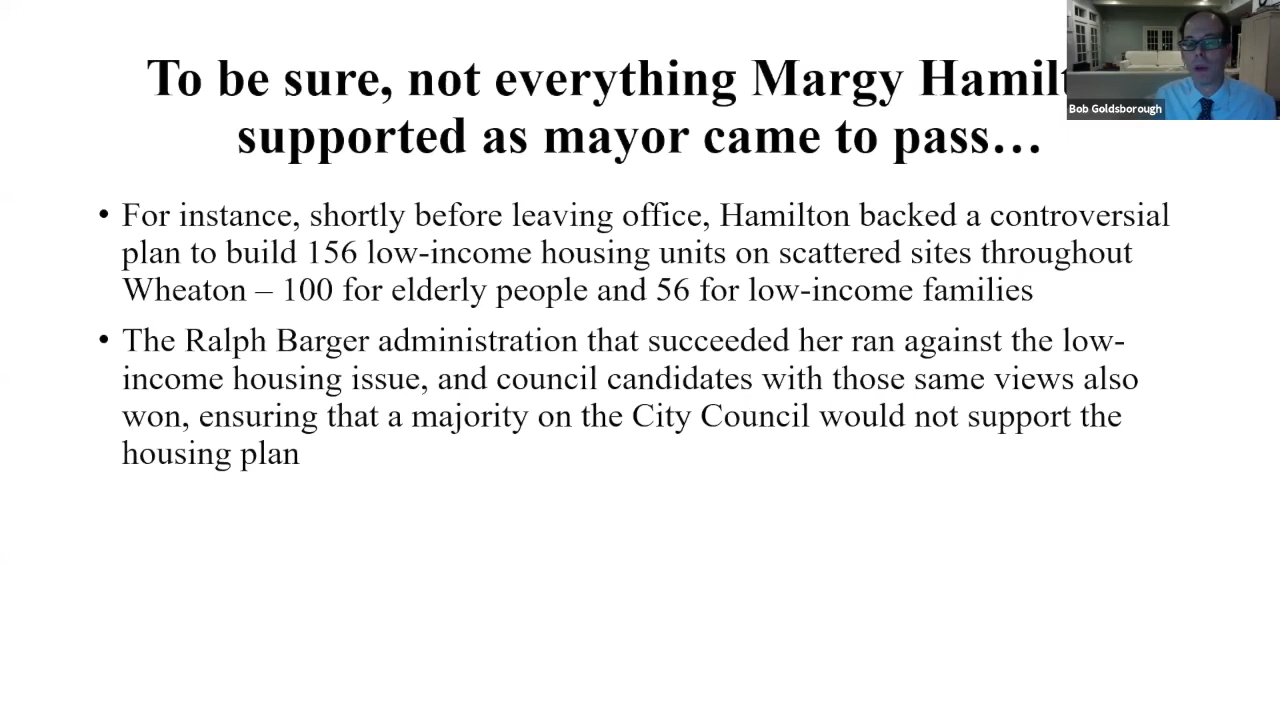 To be sure, not everything Margy Hamilt
supported as mayor came to pass…
Bob Goldsborough
• For instance, shortly before leaving office, Hamilton backed a controversial
plan to build 156 low-income housing units on scattered sites throughout
Wheaton – 100 for elderly people and 56 for low-income families
• The Ralph Barger administration that succeeded her ran against the low-
income housing issue, and council candidates with those same views also
won, ensuring that a majority on the City Council would not support the
housing plan